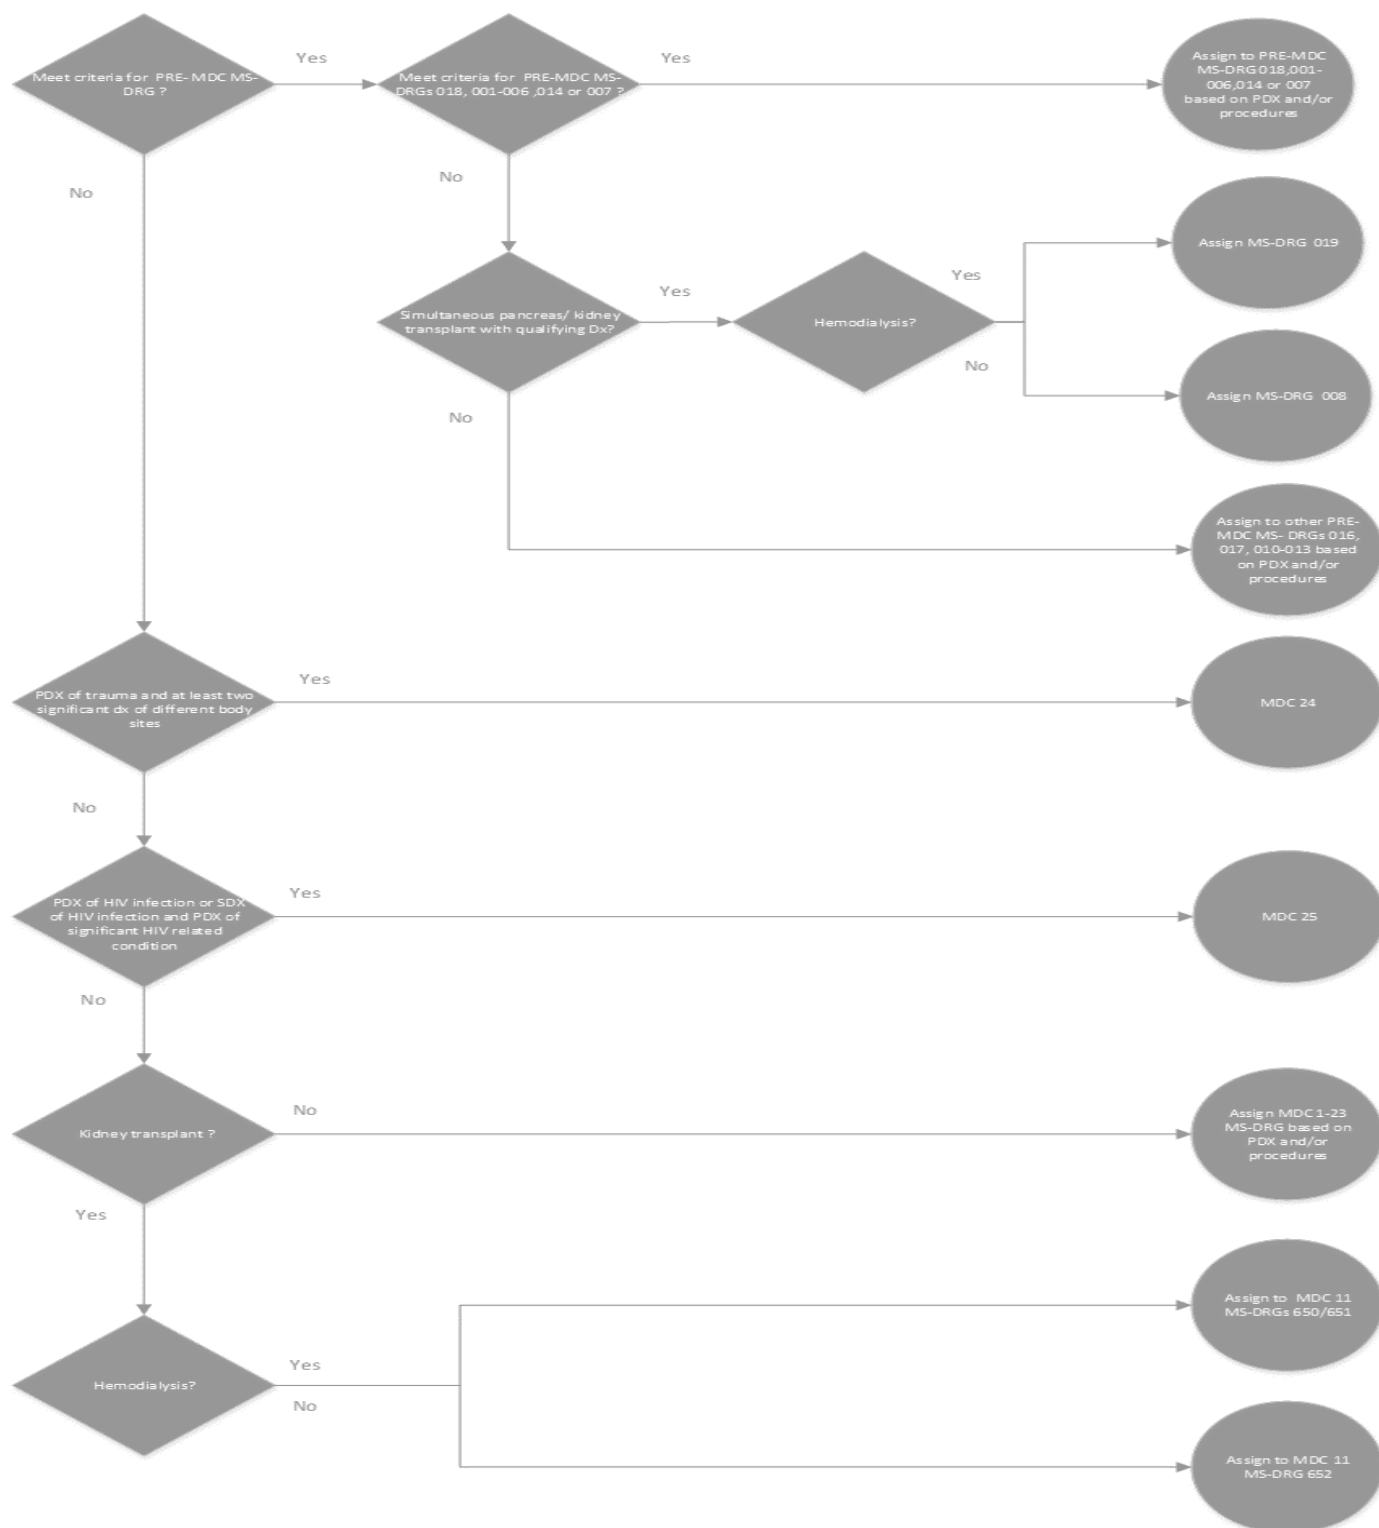 Meet criteria for PRE- MDC MS-
DRG ?
Yes
Meet criteria for PRE-MDC MS-
DRGs 018, 001-006 ,014 or 007 ?
Yes
Assign to PRE-MDC
MS-DRG 018,001-
006,014 or 007
based on PDX and/or
procedures
No
No
Simultaneous pancreas/ kidney
transplant with qualifying Dx?
Yes
Hemodialysis?
Yes
Assign MS-DRG 019
No
Assign MS-DRG 008
No
Assign to other PRE-
MDC MS- DRGs 016,
017, 010-013 based
on PDX and/or
procedures
PDX of trauma and at least two
significant dx of different body
sites
Yes
MDC 24
No
PDX of HIV infection or SDX
of HIV infection and PDX of
significant HIV related
condition
Yes
MDC 25
No
Kidney transplant ?
No
Assign MDC 1-23
MS-DRG based on
PDX and/or
procedures
Yes
Hemodialysis?
Yes
Assign to MDC 11
MS-DRGs 650/651
No
Assign to MDC 11
MS-DRG 652